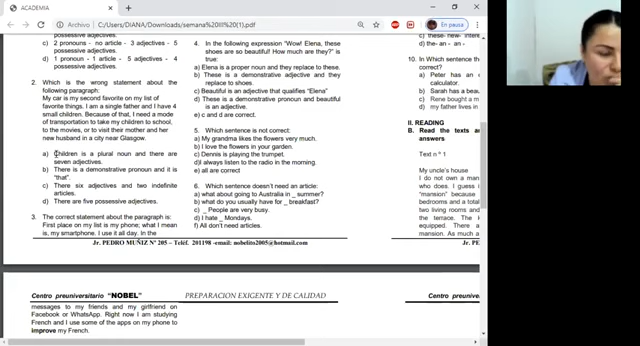 ACADEMIA
Archivo
C:/Users/DIANA/Downloads/semana%20III%20(1).pdf
En pausa
c) 2 pronouns - no article - 3 adjectives - 5
possessive adjectives.
d) 1 pronoun - 1 article - 5 adjectives - 4
possessive adjectives.
2. Which is the wrong statement about the
following paragraph:
My car is my second favorite on my list of
favorite things. I am a single father and I have 4
small children. Because of that, I need a mode
of transportation to take my children to school,
to the movies, or to visit their mother and her
new husband in a city near Glasgow.
a) Children is a plural noun and there are
seven adjectives.
b) There is a demonstrative pronoun and it is
"that".
c) There six adjectives and two indefinite
articles.
d) There are five possessive adjectives.
3. The correct statement about the paragraph is:
First place on my list is my phone; what I mean
is, my smartphone. I use it all day. In the
4. In the following expression "Wow! Elena, these
shoes are so beautiful! How much are they?" is
true:
a) Elena is a proper noun and they replace to these.
b) These is a demonstrative adjective and they
replace to shoes.
c) Beautiful is an adjective that qualifies "Elena"
d) These is a demonstrative pronoun and beautiful
is an adjective.
e) c and d are correct.
5. Which sentence is not correct:
a) My grandma likes the flowers very much.
b) I love the flowers in your garden.
c) Dennis is playing the trumpet.
d)I always listen to the radio in the morning.
e) all are correct
6. Which sentence doesn't need an article:
a) what about going to Australia in _ summer?
b) what do you usually have for _ breakfast?
c) _ People are very busy.
d) I hate _ Mondays.
f) All don't need articles.
c) these- new- inter
d) the- an - an -
10. In Which sentence th
correct?
a) Peter has an
calculator.
b) Sarah has a bea
c) Rene bought a m
d) my father lives in
II. READING
B. Read the texts a
answers
Text n º 1
My uncle's house
I do not own a man
who does. I guess i
"mansion" because
bedrooms and a total
two living rooms and
the terrace. The
equipped. There a
mansion. As much a
Jr. PEDRO MUÑIZ Nº 205 – Teléf. 201198 -email: nobelito2005@hotmail.com
Jr. PE
Centro preuniversitario "NOBEL"
PREPARACION EXIGENTE Y DE CALIDAD
Centro preuniver
messages to my friends and my girlfriend on
Facebook or WhatsApp. Right now I am studying
French and I use some of the apps on my phone to
improve my French.